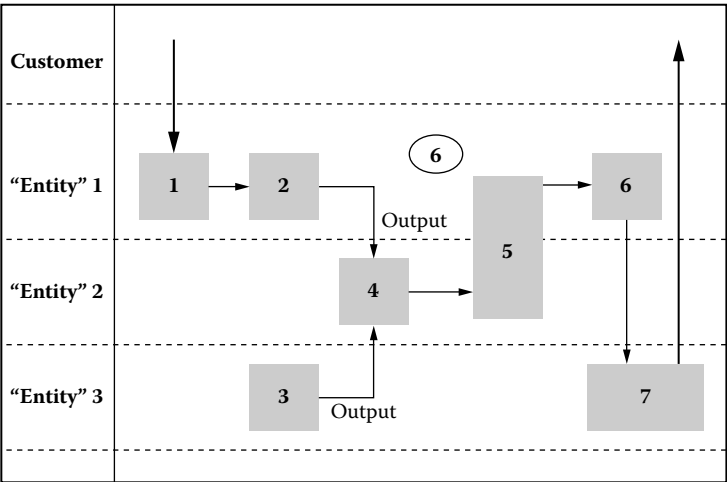 Customer
“Entity” 1
1
2
6
6
Output
5
“Entity” 2
4
“Entity” 3
3
Output
7